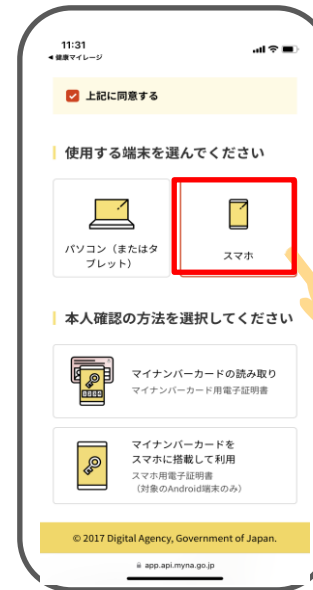 11:31
◀ 健康マイレージ
上記に同意する
使用する端末を選んでください
パソコン（またはタ
ブレット）
スマホ
本人確認の方法を選択してください
マイナンバーカードの読み取り
マイナンバーカード用電子証明書
マイナンバーカードを
スマホに搭載して利用
スマホ用電子証明書
（対象のAndroid端末のみ）
© 2017 Digital Agency, Government of Japan.
app.api.myna.go.jp